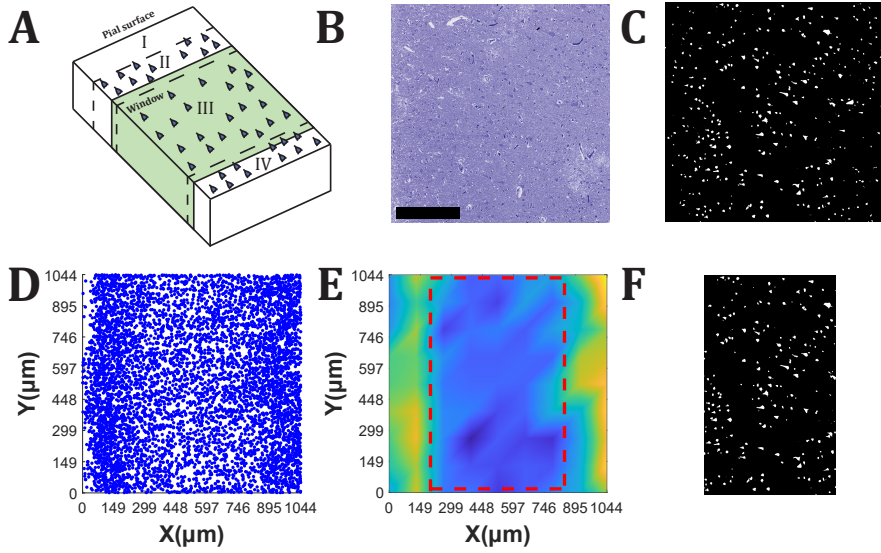 A
Pial surface
I
II
Window
III
IV
B
C
D
1044
895
746
597
448
299
149
0
Y(μm)
0 149 299 448 597 746 895 1044
X(μm)
E
1044
895
746
597
448
299
149
0
Y(μm)
0 149 299 448 597 746 895 1044
X(μm)
F